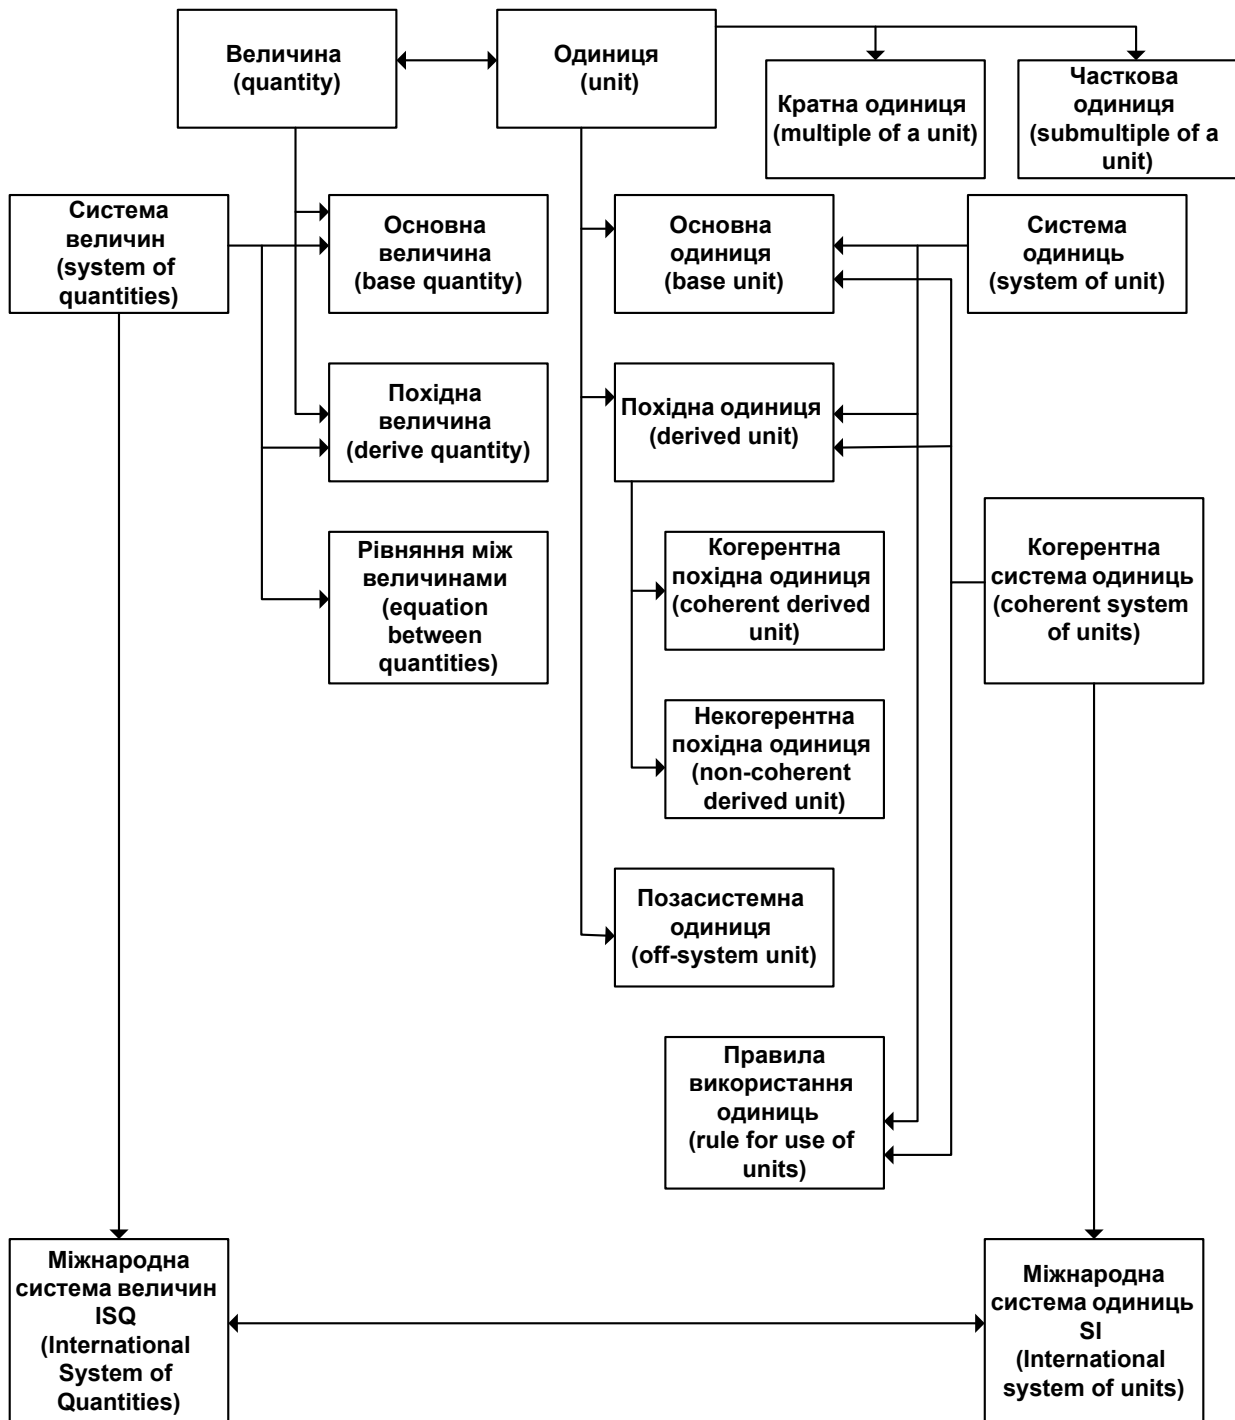 Величина
(quantity)
Одиниця
(unit)
Кратна одиниця
(multiple of a unit)
Часткова
одиниця
(submultiple of a
unit)
Система
величин
(system of
quantities)
Основна
величина
(base quantity)
Основна
одиниця
(base unit)
Система
одиниць
(system of unit)
Похідна
величина
(derive quantity)
Похідна одиниця
(derived unit)
Рівняння між
величинами
(equation
between
quantities)
Когерентна
похідна одиниця
(coherent derived
unit)
Когерентна
система одиниць
(coherent system
of units)
Некогерентна
похідна одиниця
(non-coherent
derived unit)
Позасистемна
одиниця
(off-system unit)
Правила
використання
одиниць
(rule for use of
units)
Міжнародна
система величин
ISQ
(International
System of
Quantities)
Міжнародна
система одиниць
SI
(International
system of units)